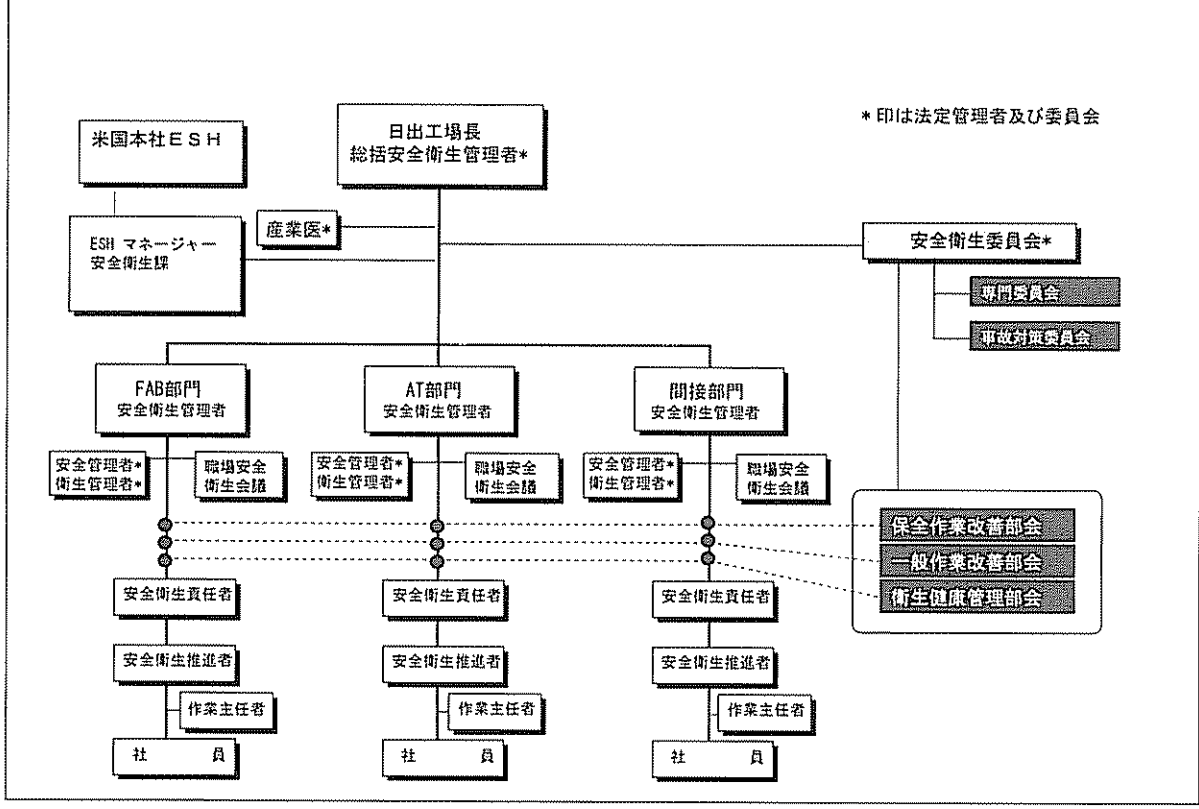 *印は法定管理者及び委員会
米国本社ESH
日出工場長
総括安全衛生管理者*
産業医*
ESH マネージャー
安全衛生課
安全衛生委員会*
専門委員会
事故対策委員会
FAB部門
安全衛生管理者
AT部門
安全衛生管理者
間接部門
安全衛生管理者
安全管理者*
衛生管理者*
職場安全
衛生会議
安全管理者*
衛生管理者*
職場安全
衛生会議
安全管理者*
衛生管理者*
職場安全
衛生会議
保全作業改善部会
一般作業改善部会
衛生健康管理部会
安全衛生責任者
安全衛生責任者
安全衛生責任者
安全衛生推進者
安全衛生推進者
安全衛生推進者
作業主任者
作業主任者
作業主任者
社 員
社 員
社 員